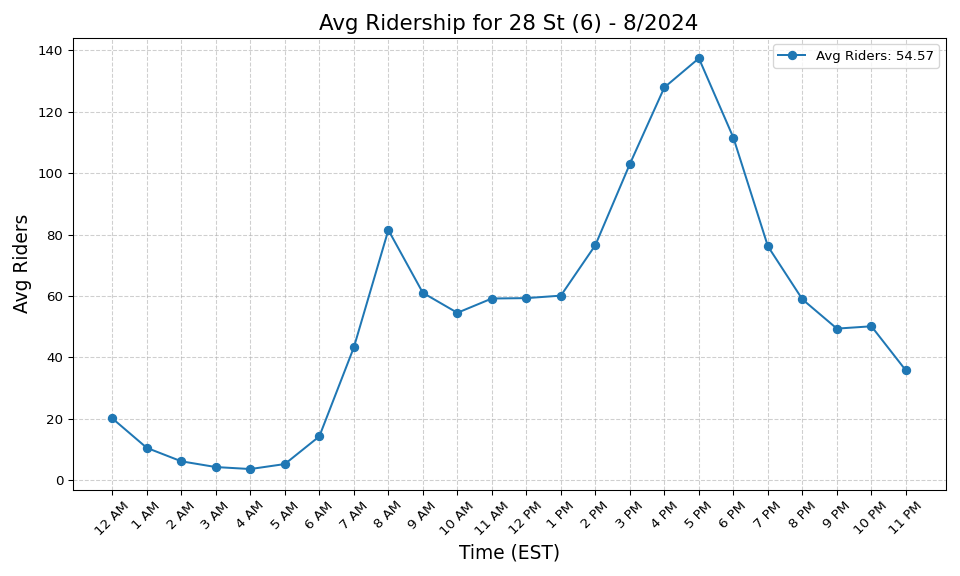 Avg Ridership for 28 St (6) - 8/2024
Avg Riders: 54.57
Avg Riders
140
120
100
80
60
40
20
0
12 AM
1 AM
2 AM
3 AM
4 AM
5 AM
6 AM
7 AM
8 AM
9 AM
10 AM
11 AM
12 PM
1 PM
2 PM
3 PM
4 PM
5 PM
6 PM
7 PM
8 PM
9 PM
10 PM
11 PM
Time (EST)